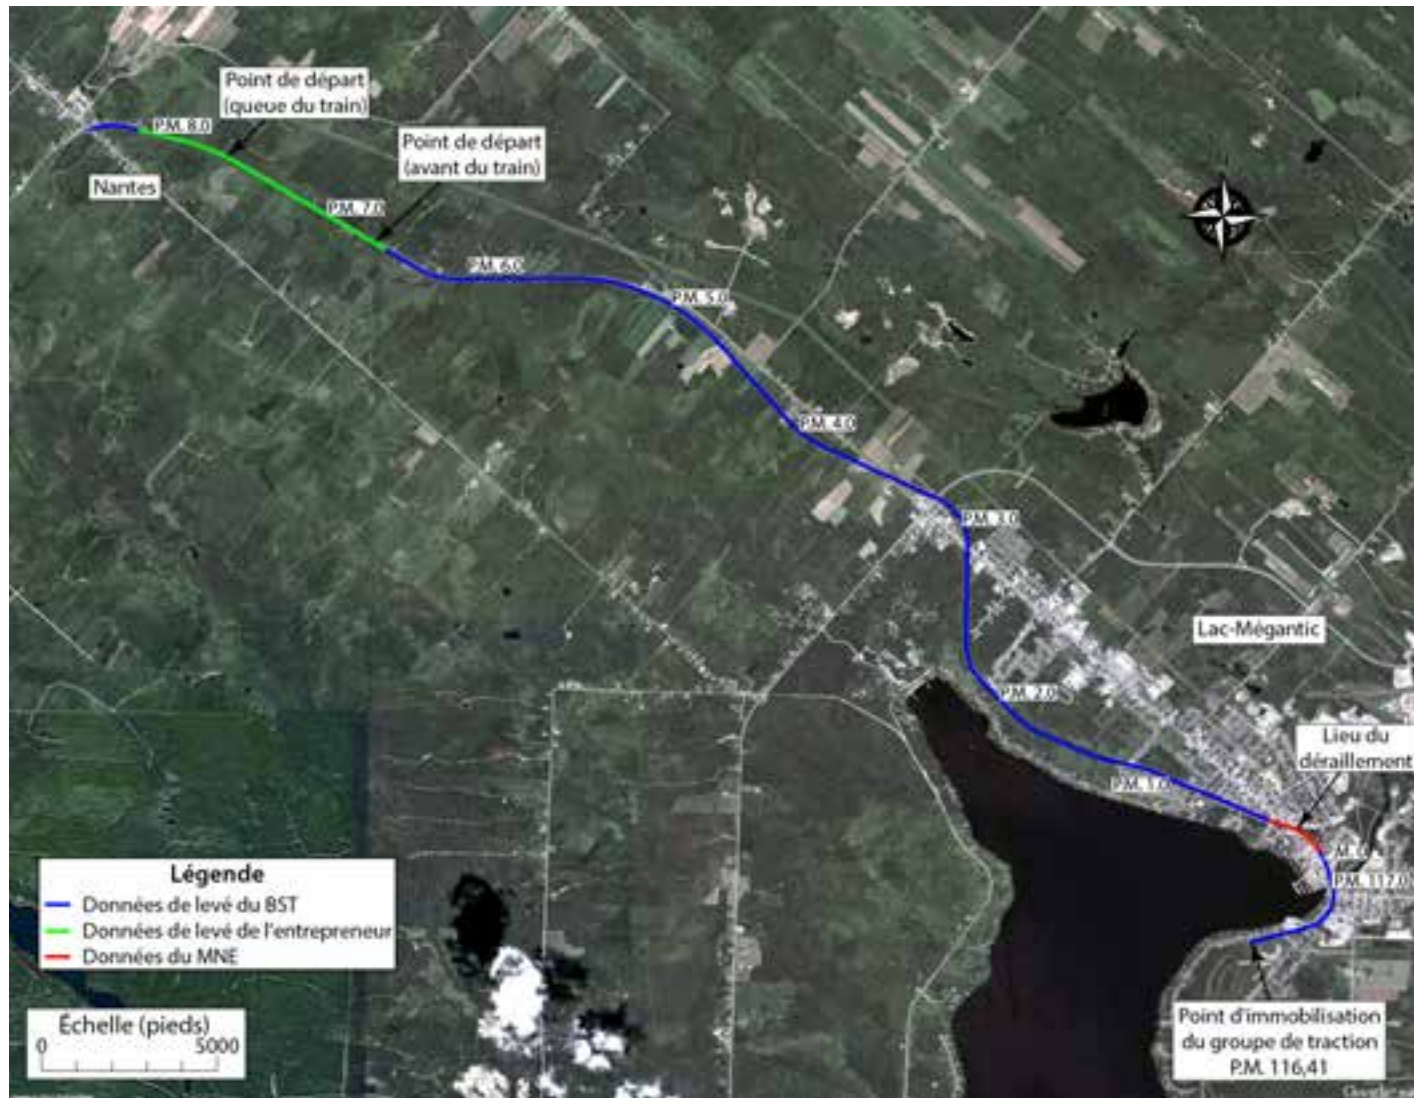 Point de départ
(queue du train)
P.M. 8.0
Point de départ
(avant du train)
Nantes
P.M. 7.0
P.M. 6.0
P.M. 5.0
P.M. 4.0
P.M. 3.0
Lac-Mégantic
P.M. 2.0
Lieu du
déraillement
P.M. 1.0
P.M. 117.0
Légende
Données de levé du BST
Données de levé de l'entrepreneur
Données du MNE
Échelle (pieds)
0 5000
Point d'immobilisation
du groupe de traction
P.M. 116,41